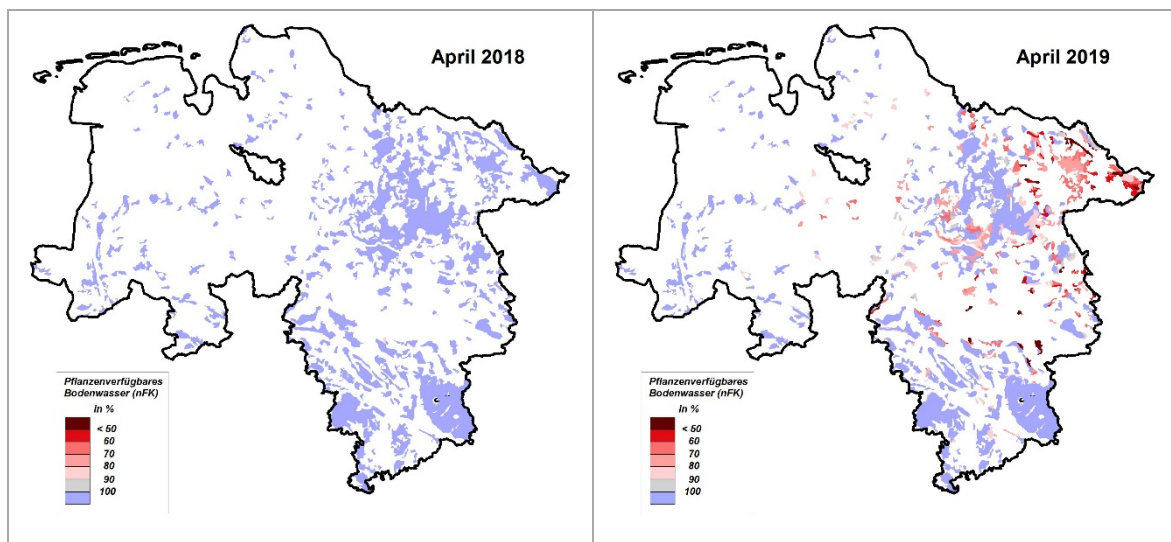 April 2018
Pflanzenverfügbares
Bodenwasser (nFK)
in %
< 50
60
70
80
90
100
April 2019
Pflanzenverfügbares
Bodenwasser (nFK)
in %
< 50
60
70
80
90
100